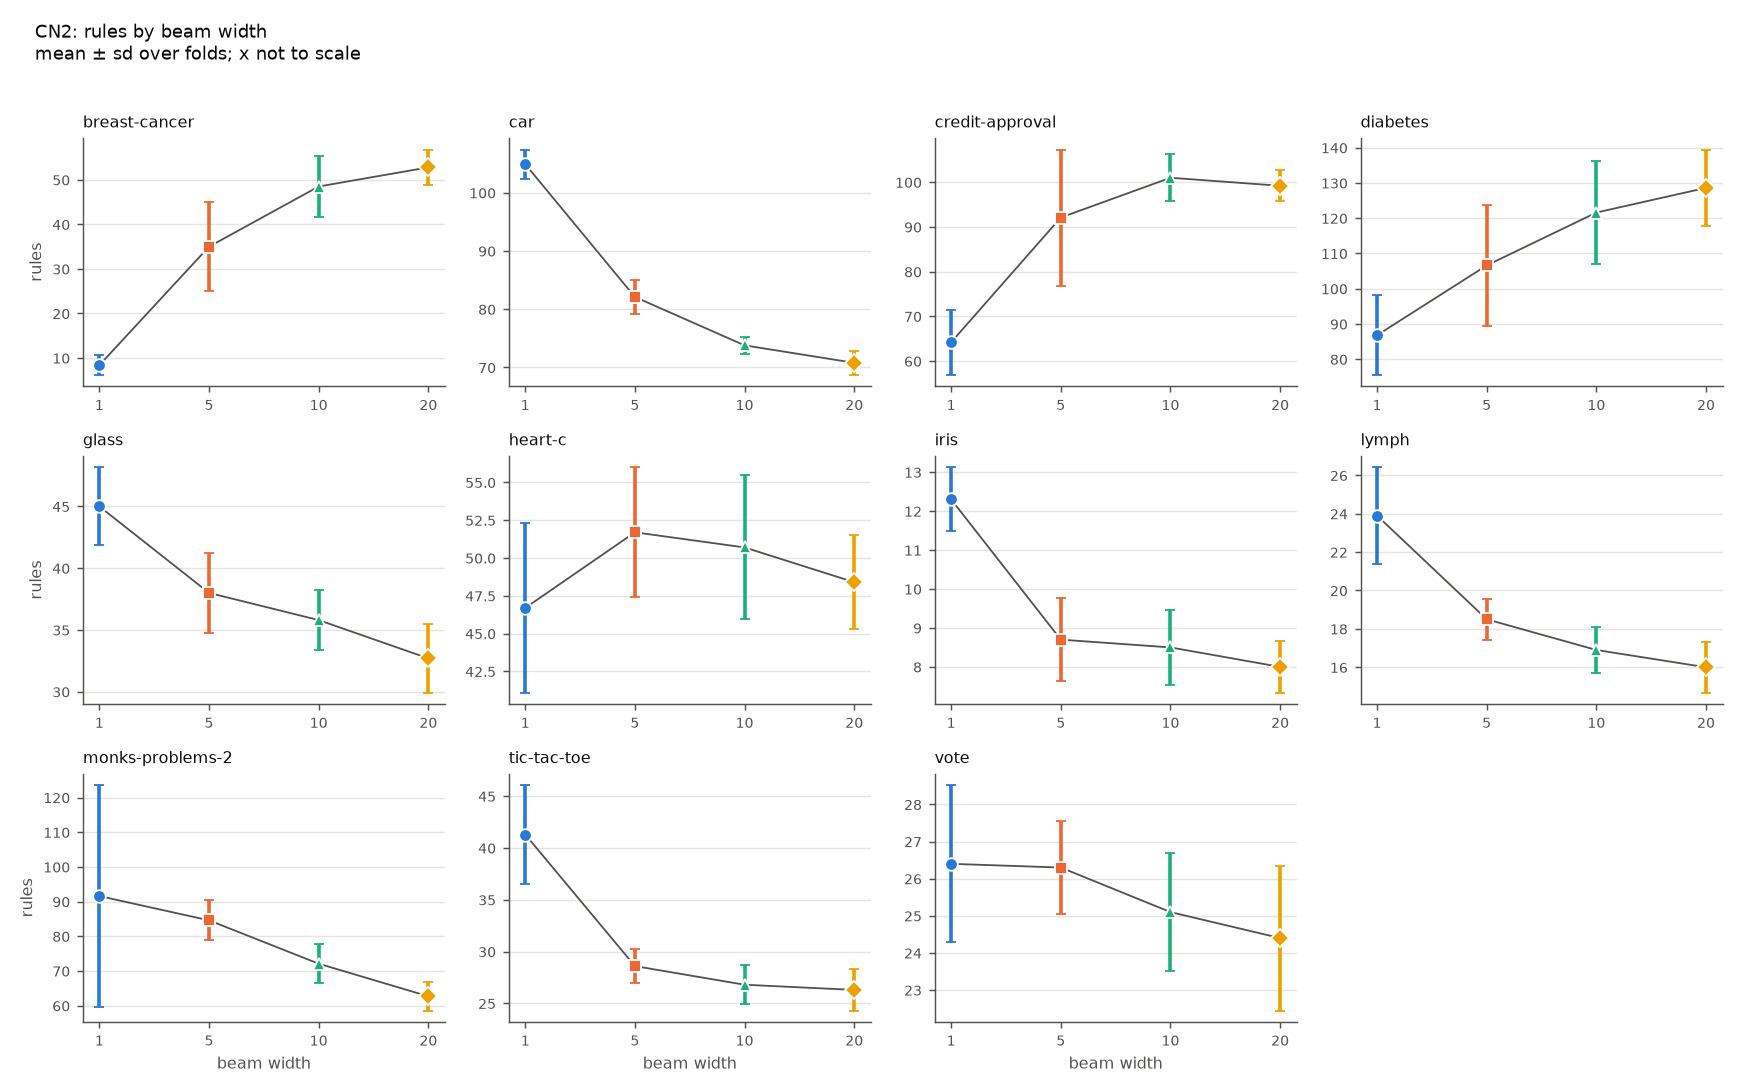 CN2: rules by beam width
mean ± sd over folds; x not to scale
breast-cancer
rules
50
40
30
20
10
1 5 10 20
car
100
90
80
70
1 5 10 20
credit-approval
100
90
80
70
60
1 5 10 20
diabetes
140
130
120
110
100
90
80
1 5 10 20
glass
rules
45
40
35
30
1 5 10 20
heart-c
55.0
52.5
50.0
47.5
45.0
42.5
1 5 10 20
iris
13
12
11
10
9
8
1 5 10 20
lymph
26
24
22
20
18
16
1 5 10 20
monks-problems-2
rules
120
110
100
90
80
70
60
1 5 10 20
beam width
tic-tac-toe
45
40
35
30
25
1 5 10 20
beam width
vote
28
27
26
25
24
23
1 5 10 20
beam width